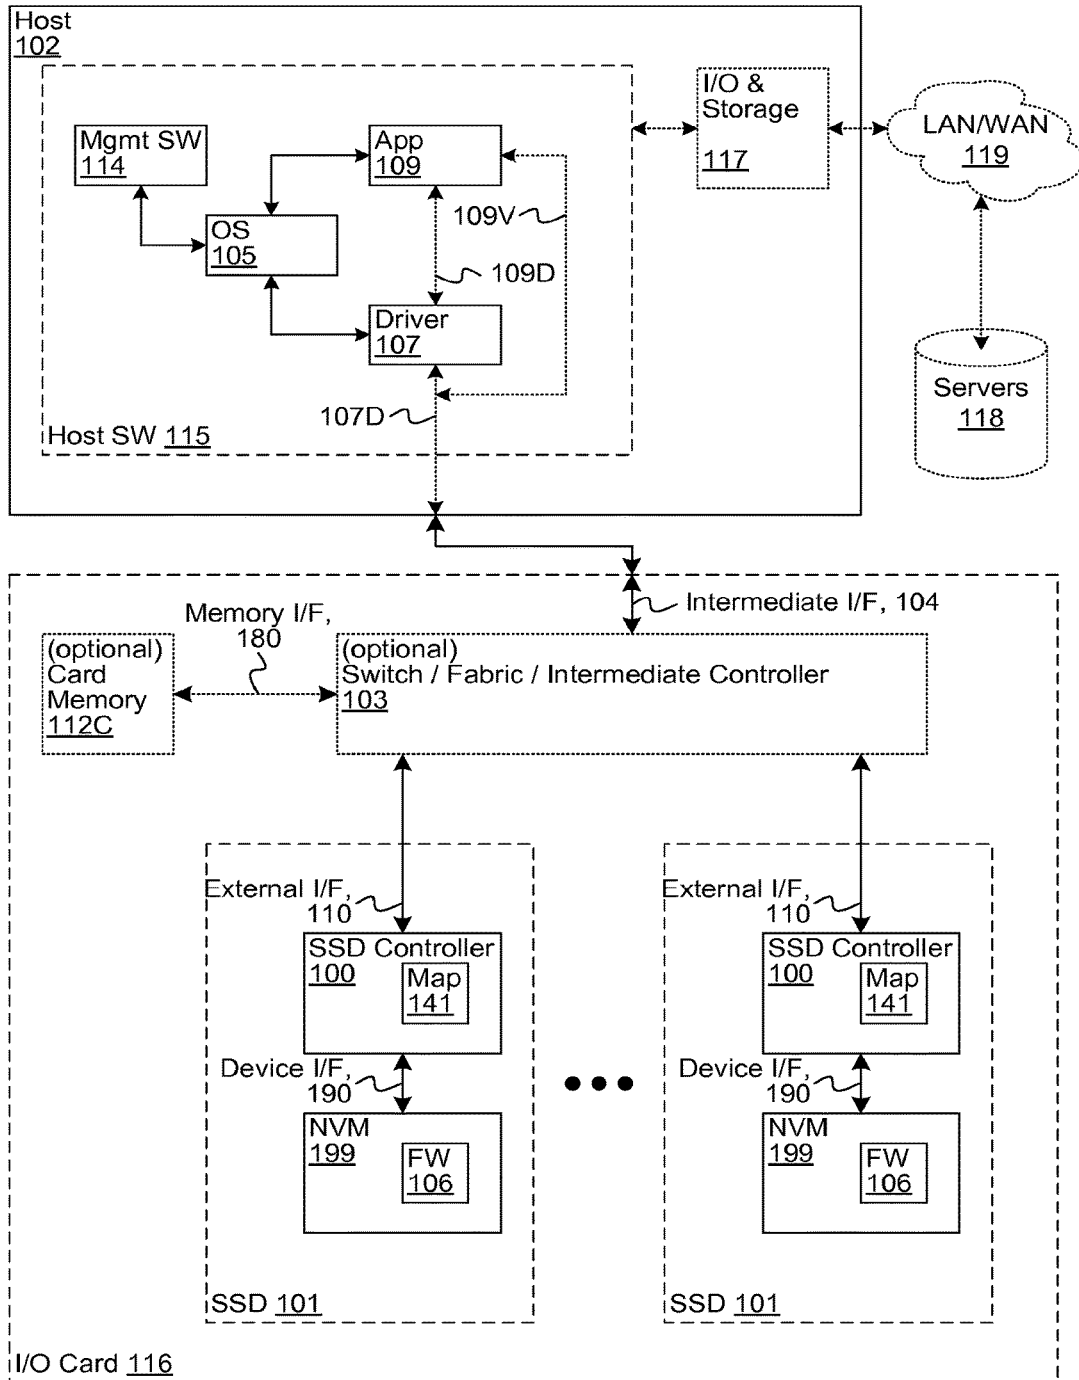 Host
102
Mgmt SW
114
App
109
OS
105
Driver
107
109V
109D
107D
Host SW 115
I/O &
Storage
117
LAN/WAN
119
Servers
118
Intermediate I/F, 104
Memory I/F,
180
(optional)
Card
Memory
112C
(optional)
Switch / Fabric / Intermediate Controller
103
External I/F,
110
SSD Controller
100
Map
141
Device I/F,
190
NVM
199
FW
106
SSD 101
External I/F,
110
SSD Controller
100
Map
141
Device I/F,
190
NVM
199
FW
106
SSD 101
I/O Card 116